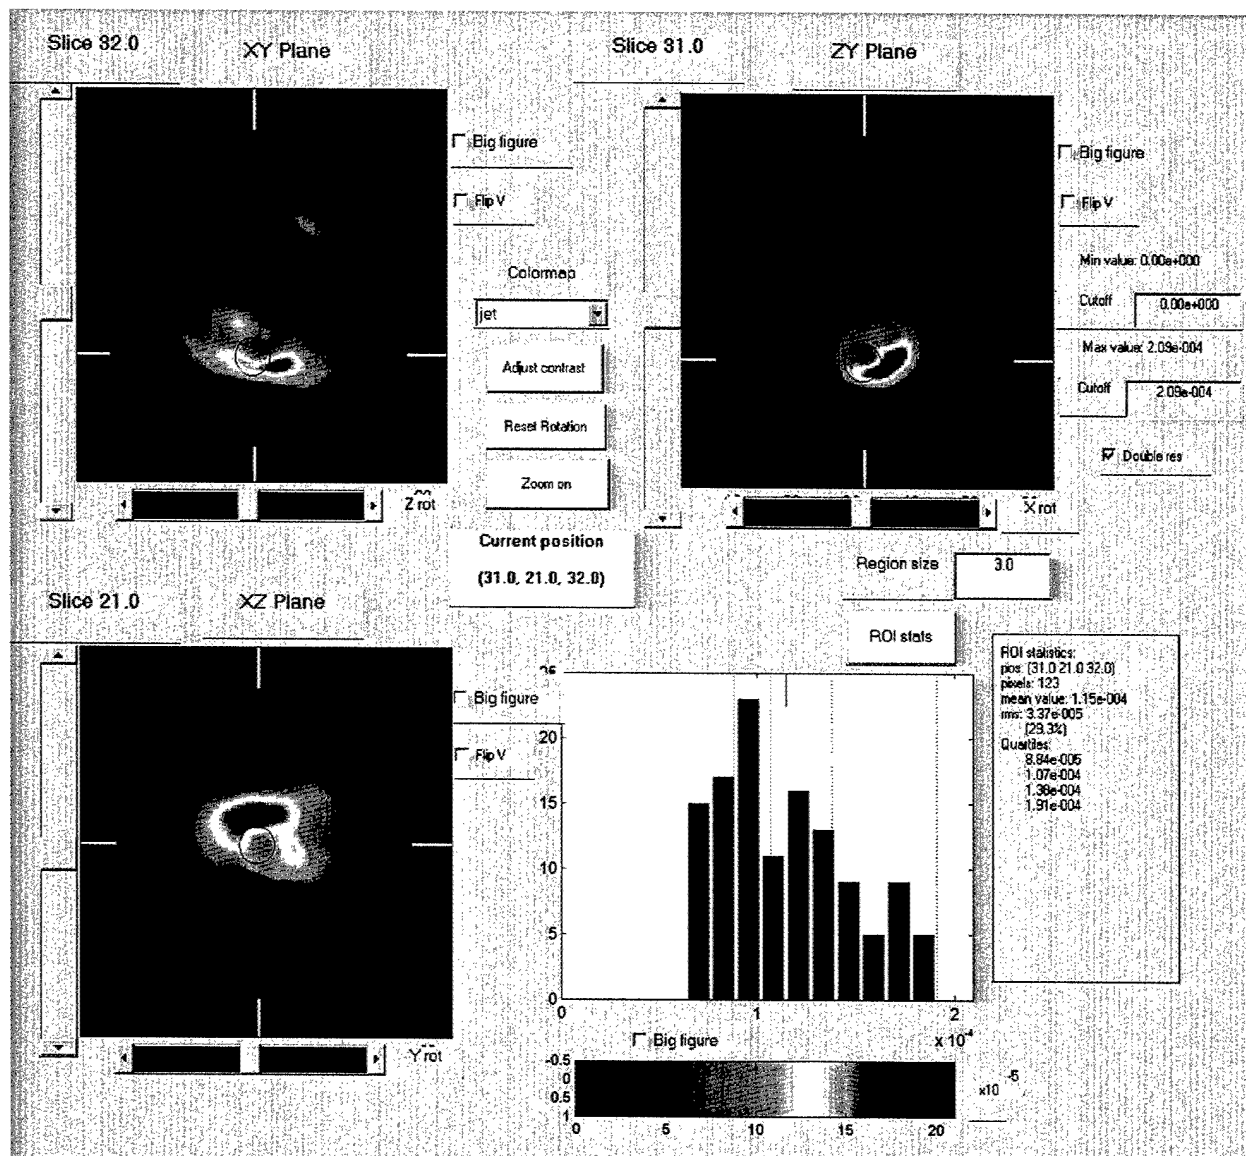 Slice 32.0
XY Plane
Big figure
Flip V
Colormap
jet
Adjust contrast
Reset Rotation
Zoom on
Z rot
Slice 31.0
ZY Plane
Big figure
Flip V
Min value: 0.00e+000
Cutoff 0.00e+000
Max value: 2.09e-004
Cutoff 2.09e-004
Double res
X rot
Current position
(31.0, 21.0, 32.0)
Region size 3.0
ROI stats
Slice 21.0
XZ Plane
Big figure
Flip V
Y rot
20
15
10
5
0
0 1 2
x 10-4
Big figure
-0.5
0
0.5
1
0 5 10 15 20
x10 -5
ROI statistics:
pos: (31.0 21.0 32.0)
pixels: 123
mean value: 1.15e-004
rms: 3.37e-005
(29.3%)
Quartiles:
8.84e-005
1.07e-004
1.38e-004
1.91e-004